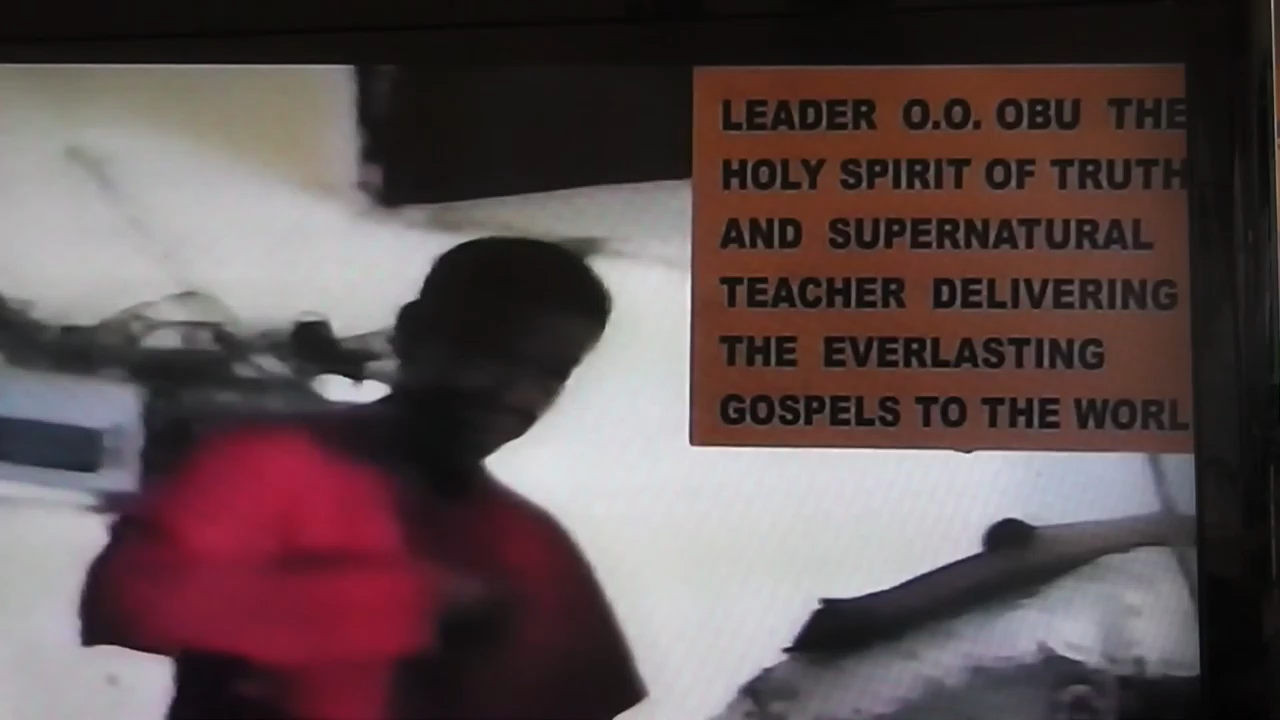 LEADER O.O. OBU THE
HOLY SPIRIT OF TRUTH
AND SUPERNATURAL
TEACHER DELIVERING
THE EVERLASTING
GOSPELS TO THE WORL